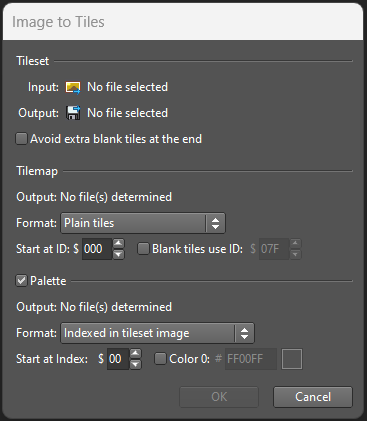 Image to Tiles
Tileset
Input: No file selected
Output: No file selected
Avoid extra blank tiles at the end
Tilemap
Output: No file(s) determined
Format: Plain tiles
Start at ID: $ 000 Blank tiles use ID: $ 07F
Palette
Output: No file(s) determined
Format: Indexed in tileset image
Start at Index: $ 00 Color 0: # FF00FF
OK Cancel